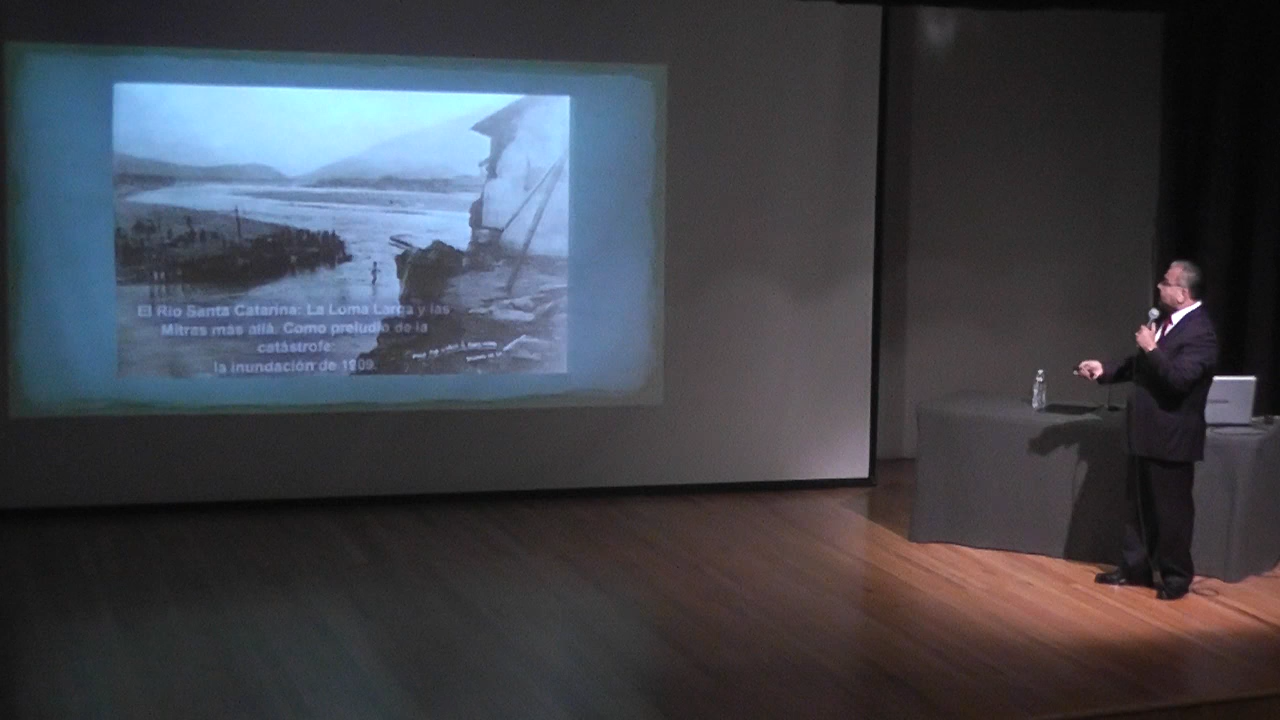 El Río Santa Catarina: La Loma Larga y las
Mitras más allá. Como preludio de la
catástrofe:
la inundación de 1909.